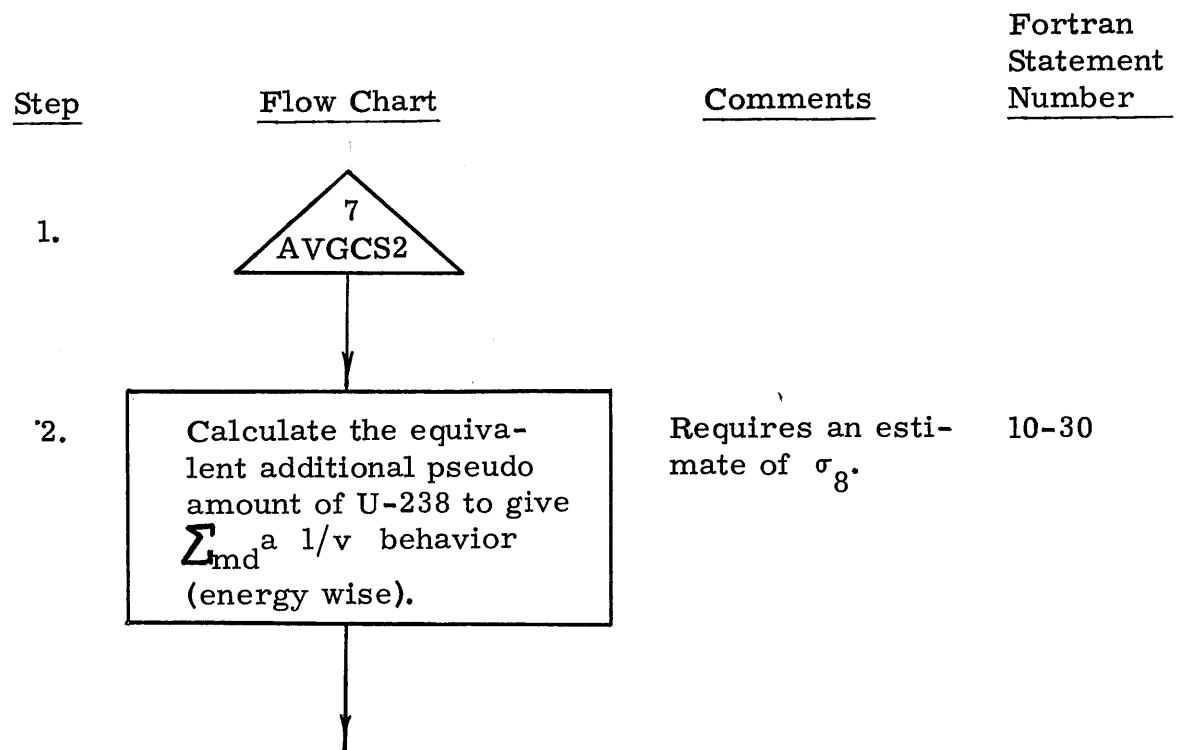 Fortran
Statement
Step Flow Chart Comments Number
7
1.
AVGCS2
2. Calculate the equiva- Requires an esti- 10-30
lent additional pseudo mate of σ8.
amount of U-238 to give
Σmd a 1/v behavior
(energy wise).